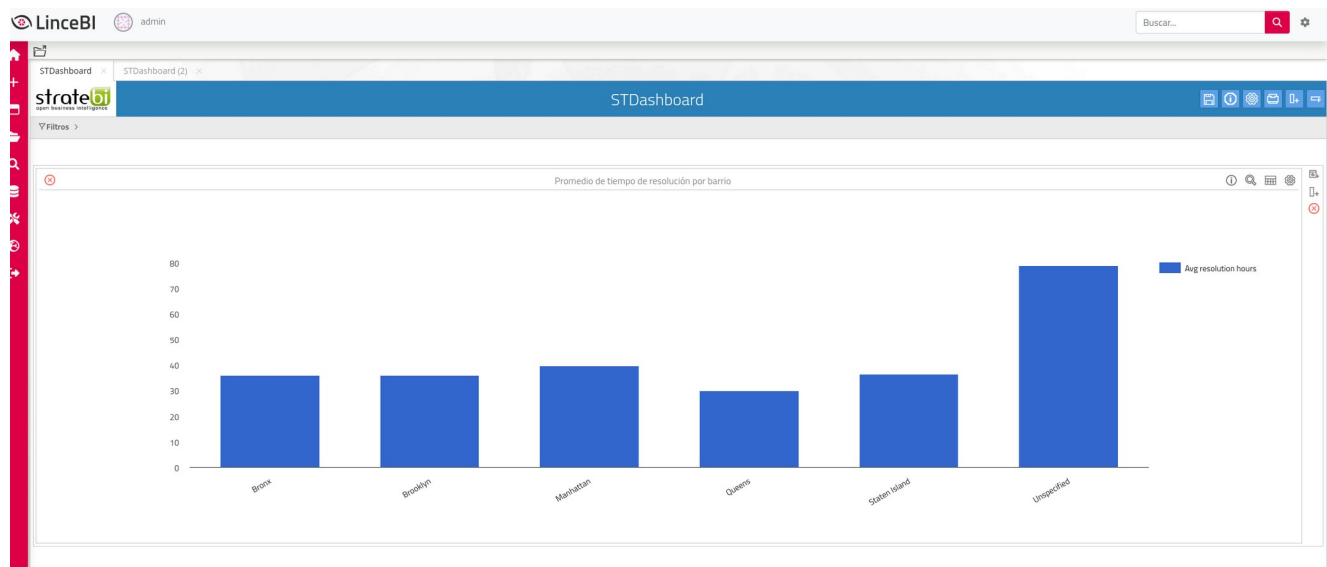 LinceBI
admin
Buscar...
STDashboard ×
STDashboard (2) ×
stratebi
open business intelligence
STDashboard
Filtros >
Promedio de tiempo de resolución por barrio
80
70
60
50
40
30
20
10
0
Avg resolution hours
Bronx
Brooklyn
Manhattan
Queens
Staten Island
Unspecified